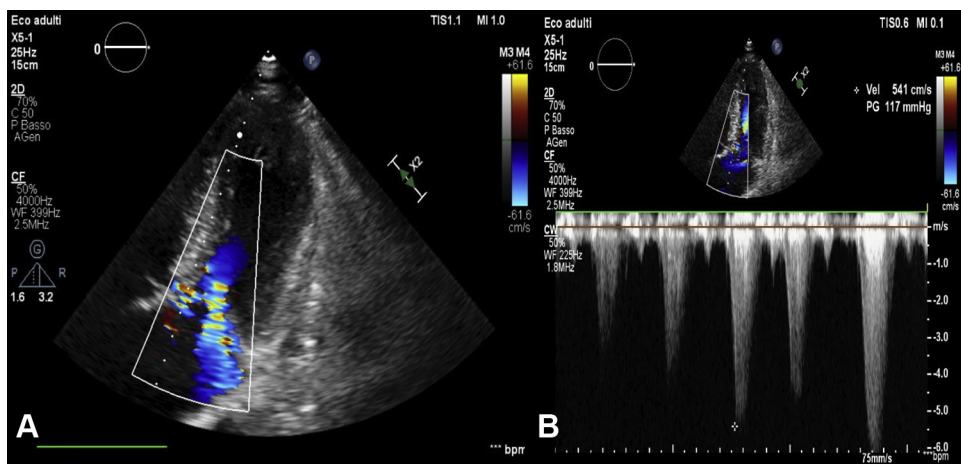 Eco adulti
TIS1.1 MI 1.0
X5-1
25Hz
15cm
0
P
M3 M4
+61.6
2D
70%
C 50
P Basso
AGen
CF
50%
4000Hz
WF 399Hz
2.5MHz
X2
-61.6
cm/s
G
P R
1.6 3.2
A
*** bpm
Eco adulti
TIS0.6 MI 0.1
X5-1
25Hz
15cm
0
P
X2
M3 M4
+61.6
Vel 541 cm/s
PG 117 mmHg
2D
70%
C 50
P Basso
AGen
CF
50%
4000Hz
WF 399Hz
2.5MHz
-61.6
cm/s
CW
50%
WF 225Hz
1.8MHz
m/s
-1.0
-2.0
-3.0
-4.0
-5.0
-6.0
B
75mm/s
***bpm